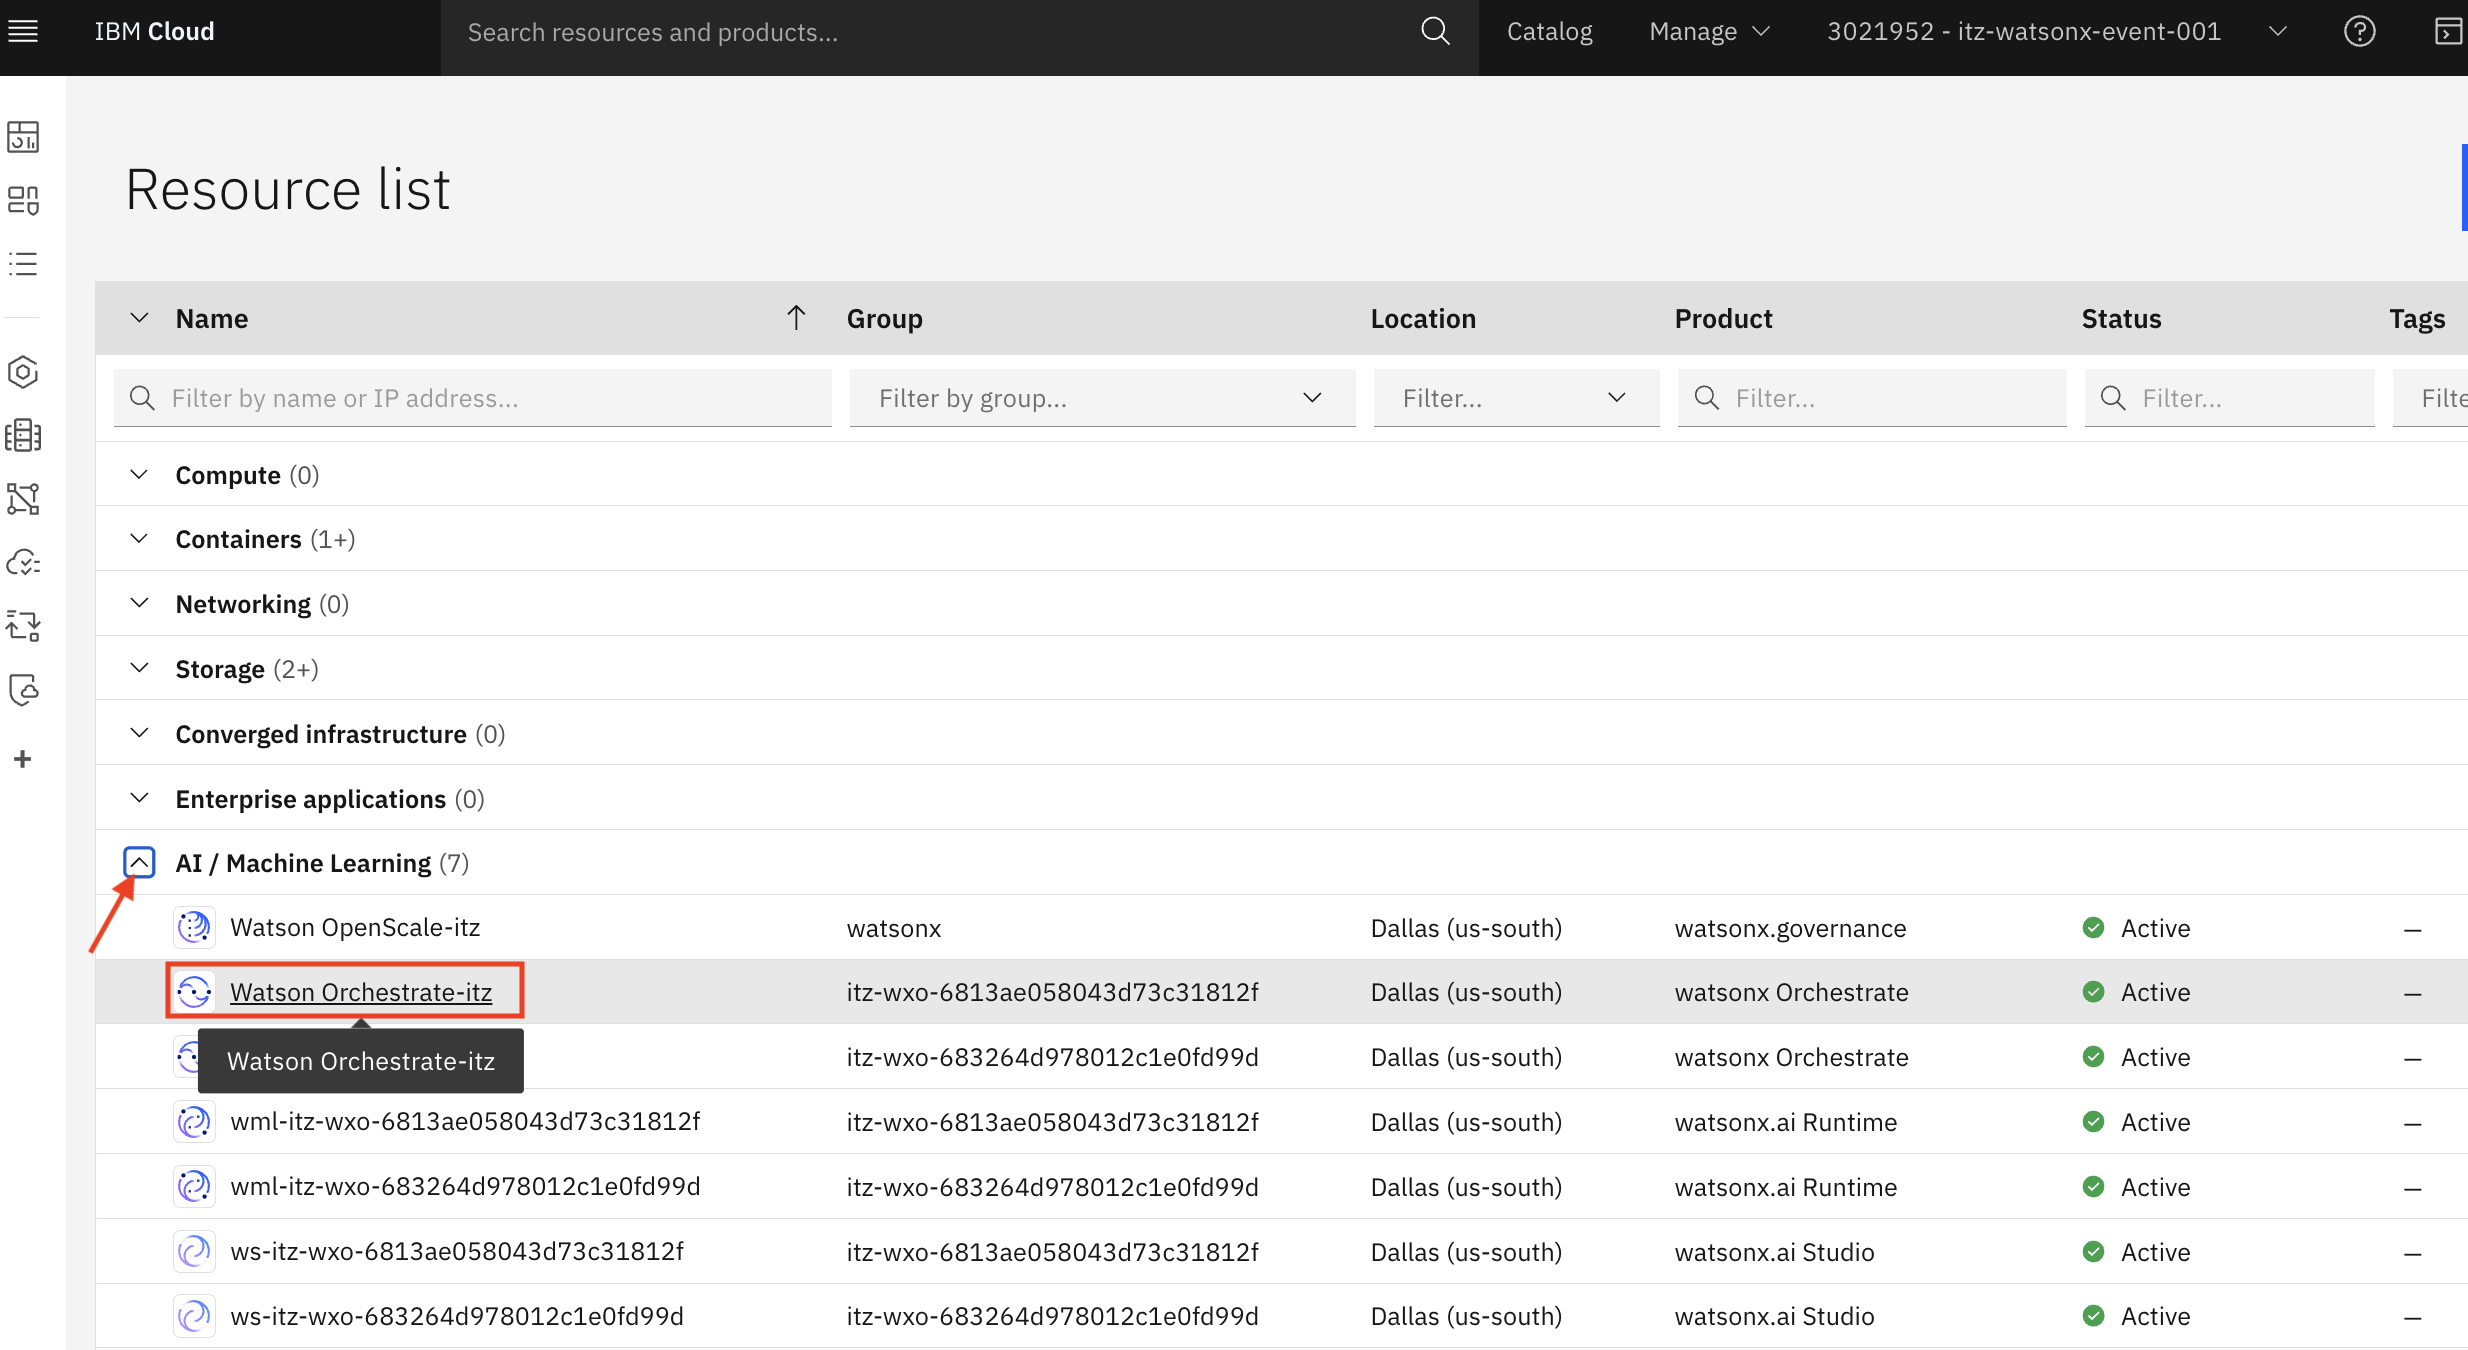 IBM Cloud
Search resources and products...
Catalog
Manage
3021952 - itz-watsonx-event-001
Resource list
Name Group Location Product Status Tags
Filter by name or IP address... Filter by group... Filter... Filter... Filter... Filte
Compute (0)
Containers (1+)
Networking (0)
Storage (2+)
Converged infrastructure (0)
Enterprise applications (0)
AI / Machine Learning (7)
Watson OpenScale-itz watsonx Dallas (us-south) watsonx.governance Active –
Watson Orchestrate-itz itz-wxo-6813ae058043d73c31812f Dallas (us-south) watsonx Orchestrate Active –
Watson Orchestrate-itz itz-wxo-683264d978012c1e0fd99d Dallas (us-south) watsonx Orchestrate Active –
wml-itz-wxo-6813ae058043d73c31812f itz-wxo-6813ae058043d73c31812f Dallas (us-south) watsonx.ai Runtime Active –
wml-itz-wxo-683264d978012c1e0fd99d itz-wxo-683264d978012c1e0fd99d Dallas (us-south) watsonx.ai Runtime Active –
ws-itz-wxo-6813ae058043d73c31812f itz-wxo-6813ae058043d73c31812f Dallas (us-south) watsonx.ai Studio Active –
ws-itz-wxo-683264d978012c1e0fd99d itz-wxo-683264d978012c1e0fd99d Dallas (us-south) watsonx.ai Studio Active –